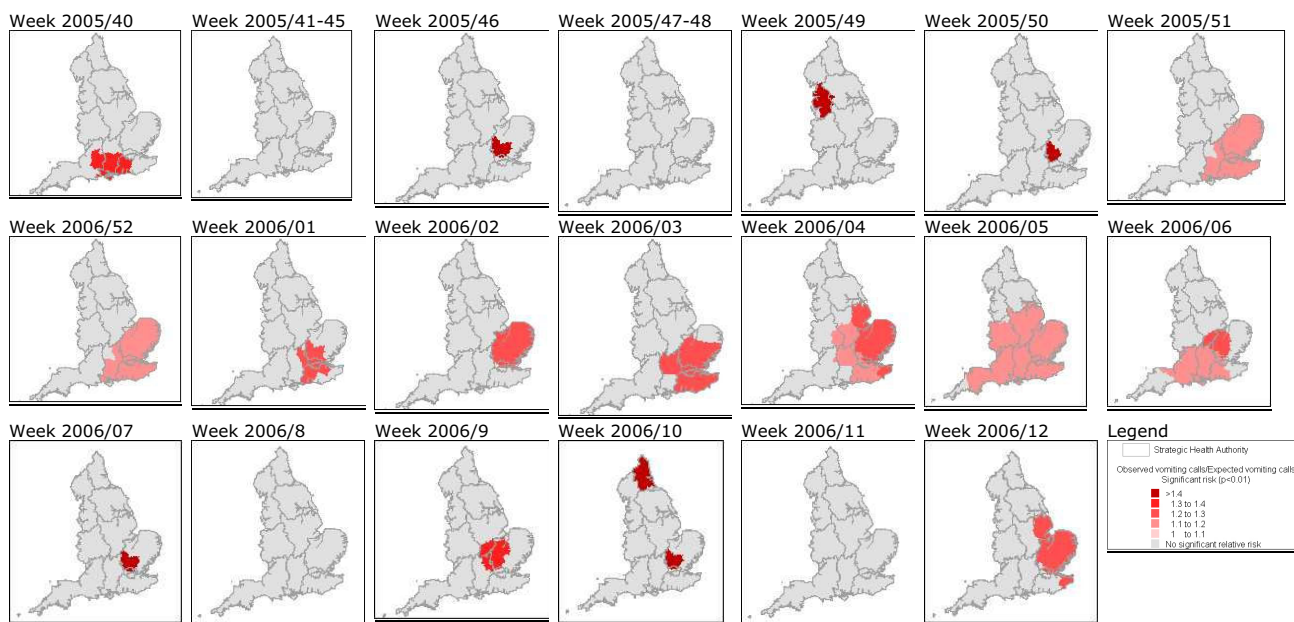 Week 2005/40
Week 2005/41-45
Week 2005/46
Week 2005/47-48
Week 2005/49
Week 2005/50
Week 2005/51
Week 2006/52
Week 2006/01
Week 2006/02
Week 2006/03
Week 2006/04
Week 2006/05
Week 2006/06
Week 2006/07
Week 2006/8
Week 2006/9
Week 2006/10
Week 2006/11
Week 2006/12
Legend
Strategic Health Authority
Observed vomiting calls/Expected vomiting calls
Significant risk (p<0.01)
>1.4
1.3 to 1.4
1.2 to 1.3
1.1 to 1.2
1 to 1.1
No significant relative risk